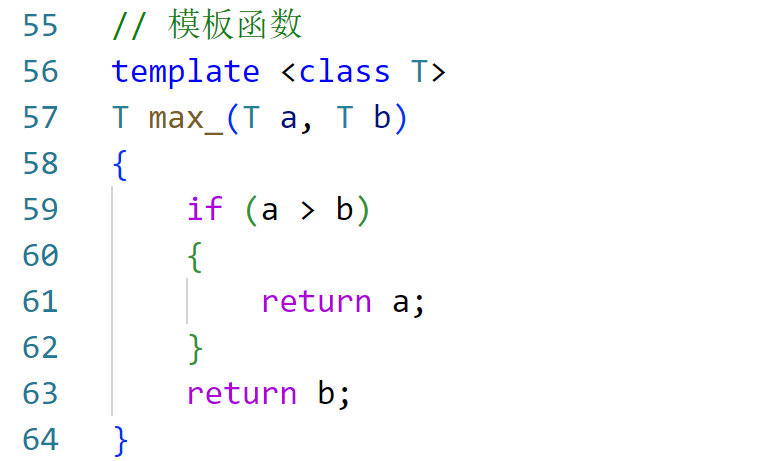 55 // 模板函数
56 template <class T>
57 T max_(T a, T b)
58 {
59     if (a > b)
60     {
61         return a;
62     }
63     return b;
64 }